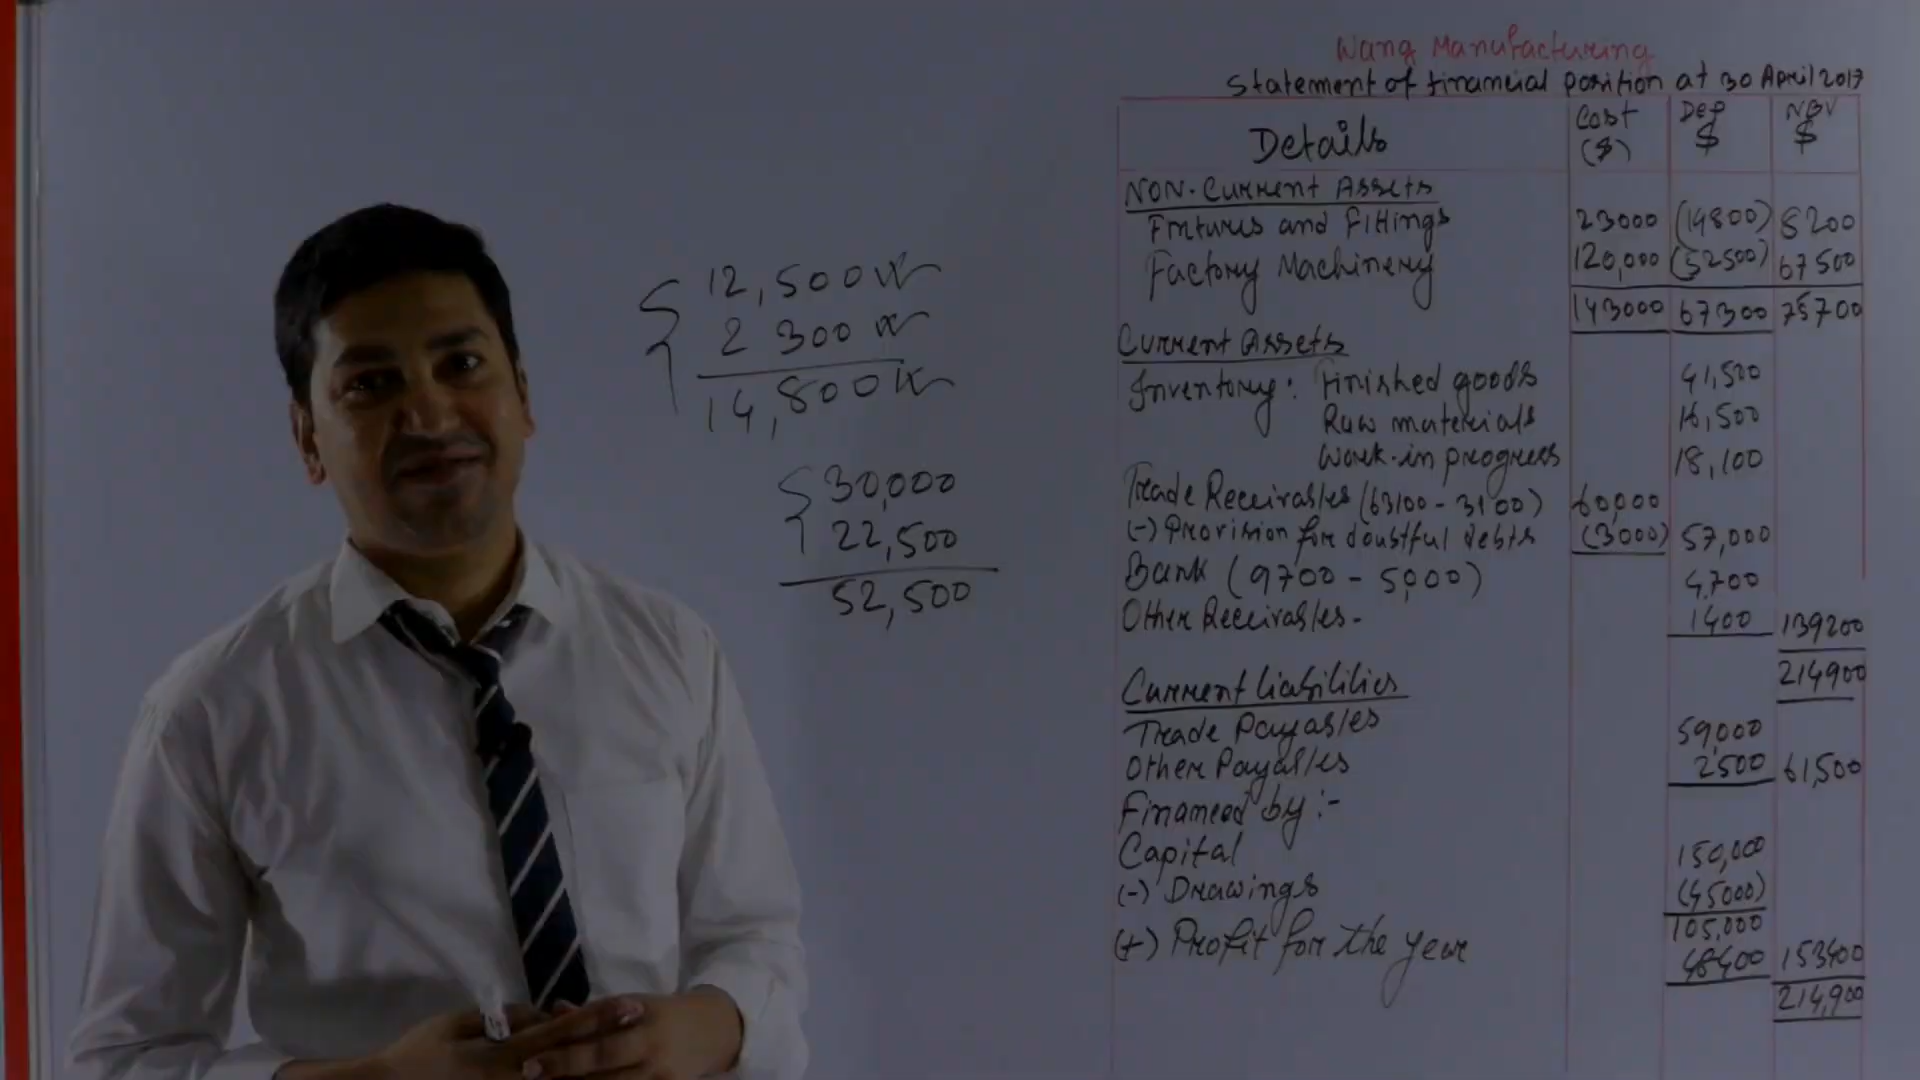 Wang Manufacturing
Statement of financial position at 30 April 2017
Details Cost ($) Dep $ NBV $
NON-Current Assets
Fixtures and Fittings 23000 (14800) 8200
Factory Machinery 120,000 (52500) 67500
143000 67300 75700
Current Assets
Inventory: Finished goods 41,500
Raw materials 16,500
Work-in progress 18,100
Trade Receivables (63100 - 3100) 60,000
(-) Provision for doubtful debts (3000) 57,000
Bank (9700 - 5000) 4,700
Other Receivables- 1400 139200
214900
Current liabilities
Trade Payables 59,000
Other Payables 2500 61,500
Financed by:-
Capital 150,000
(-) Drawings (45000)
105,000
(+) Profit for the year 48400 153400
214,900
12,500
2 300
14,800
30,000
22,500
52,500